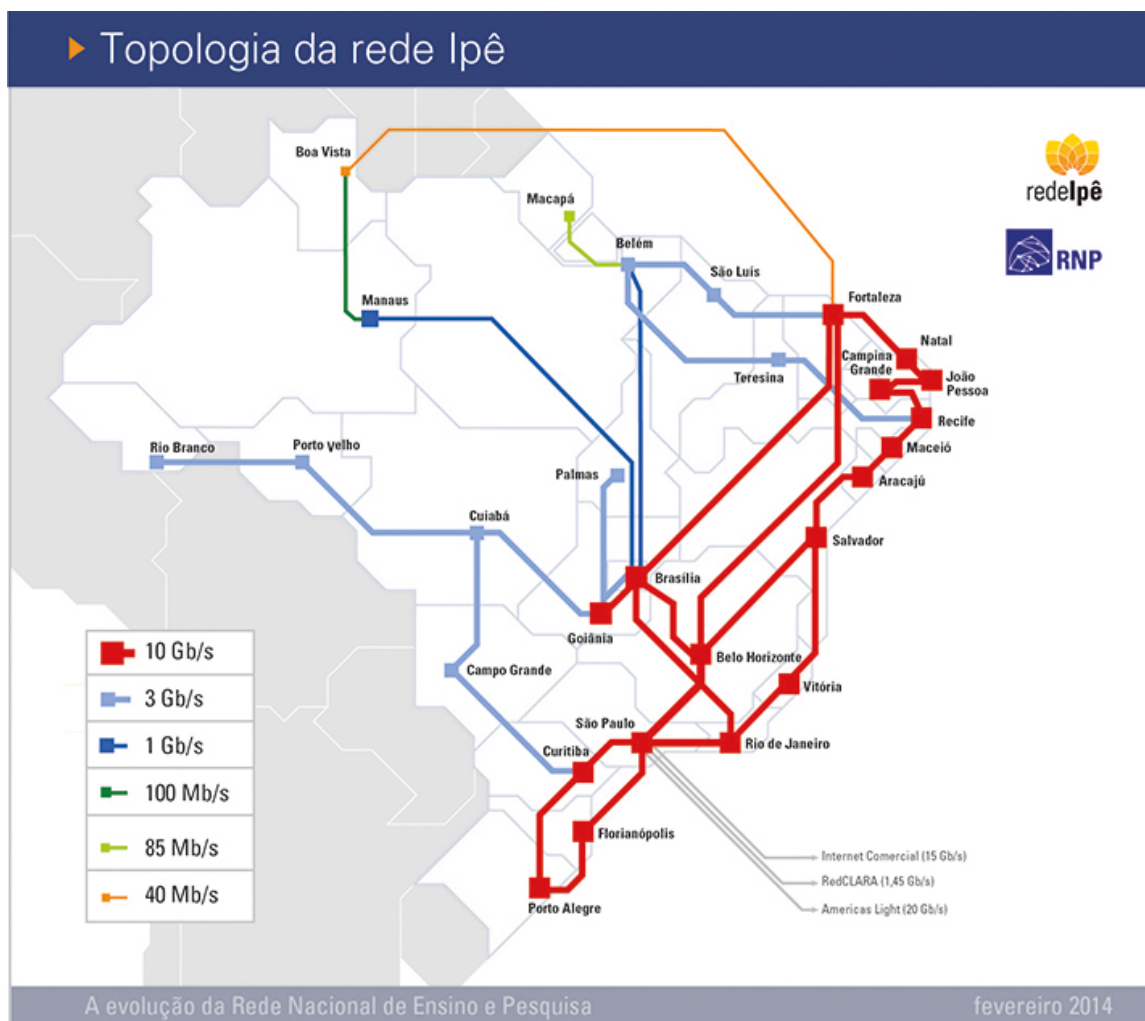 Topologia da rede Ipê
Boa Vista
Macapá
Belém
São Luís
Fortaleza
Manaus
Natal
Campina
Grande
João
Pessoa
Teresina
Recife
Maceió
Aracajú
Rio Branco
Porto Velho
Palmas
Cuiabá
Salvador
Brasília
Goiânia
Belo Horizonte
Campo Grande
Vitória
São Paulo
Rio de Janeiro
Curitiba
Florianópolis
Porto Alegre
redeIpê
RNP
10 Gb/s
3 Gb/s
1 Gb/s
100 Mb/s
85 Mb/s
40 Mb/s
Internet Comercial (15 Gb/s)
RedCLARA (1,45 Gb/s)
Americas Light (20 Gb/s)
A evolução da Rede Nacional de Ensino e Pesquisa
fevereiro 2014